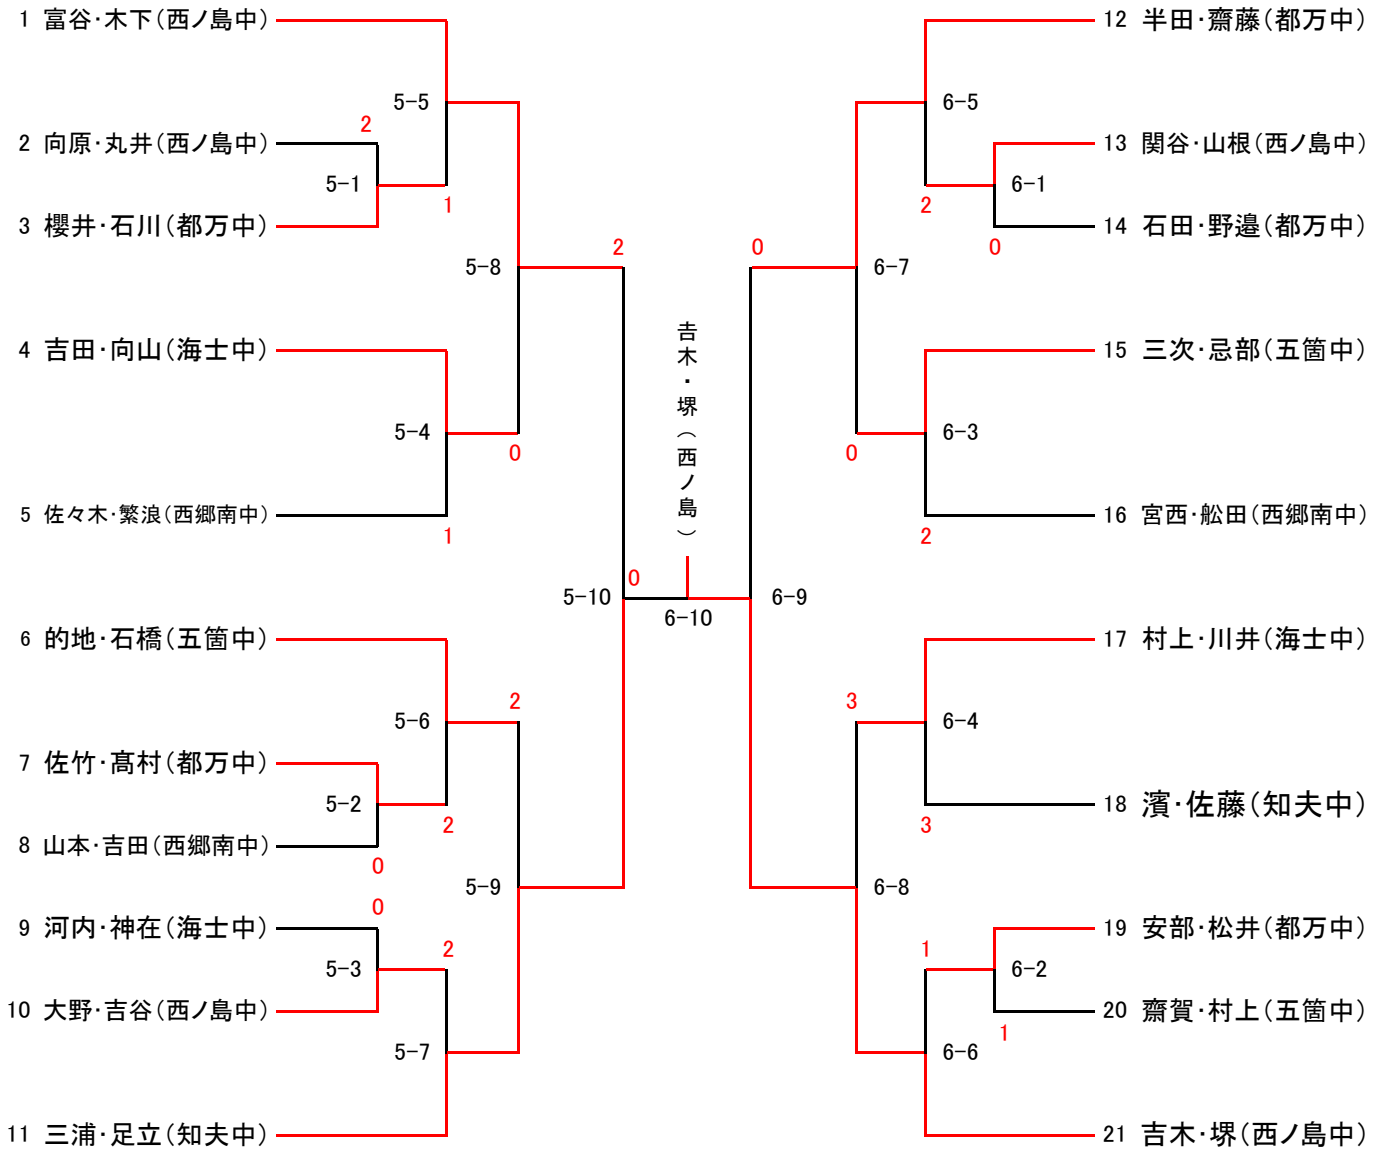 1 富谷・木下(西ノ島中)
5-5
2
2 向原・丸井(西ノ島中)
5-1
1
3 櫻井・石川(都万中)
5-8
2
4 吉田・向山(海士中)
5-4
0
5 佐々木・繁浪(西郷南中)
1
5-10
0
6 的地・石橋(五箇中)
5-6
2
7 佐竹・髙村(都万中)
5-2
2
8 山本・吉田(西郷南中)
0
5-9
0
9 河内・神在(海士中)
2
5-3
10 大野・吉谷(西ノ島中)
5-7
11 三浦・足立(知夫中)
𠮷木・堺(西ノ島)
6-10
12 半田・齋藤(都万中)
6-5
13 関谷・山根(西ノ島中)
6-1
2
14 石田・野邉(都万中)
0
0
6-7
15 三次・忌部(五箇中)
6-3
0
16 宮西・舩田(西郷南中)
2
6-9
17 村上・川井(海士中)
3
6-4
18 濱・佐藤(知夫中)
3
6-8
19 安部・松井(都万中)
1
6-2
20 齋賀・村上(五箇中)
1
6-6
21 𠮷木・堺(西ノ島中)